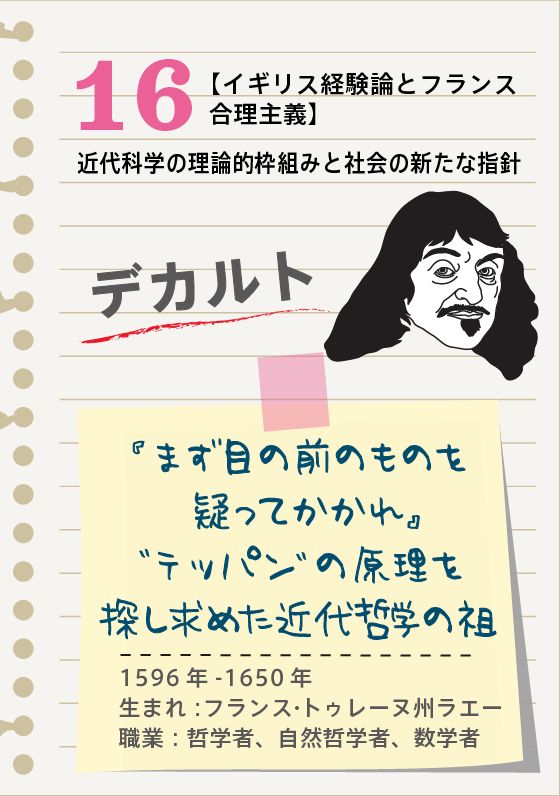 16
【イギリス経験論とフランス
合理主義】
近代科学の理論的枠組みと社会の新たな指針
デカルト
『まず目の前のものを
疑ってかかれ』
“テッパン”の原理を
探し求めた近代哲学の祖
1596年-1650年
生まれ:フランス・トゥレーヌ州ラエー
職業：哲学者、自然哲学者、数学者